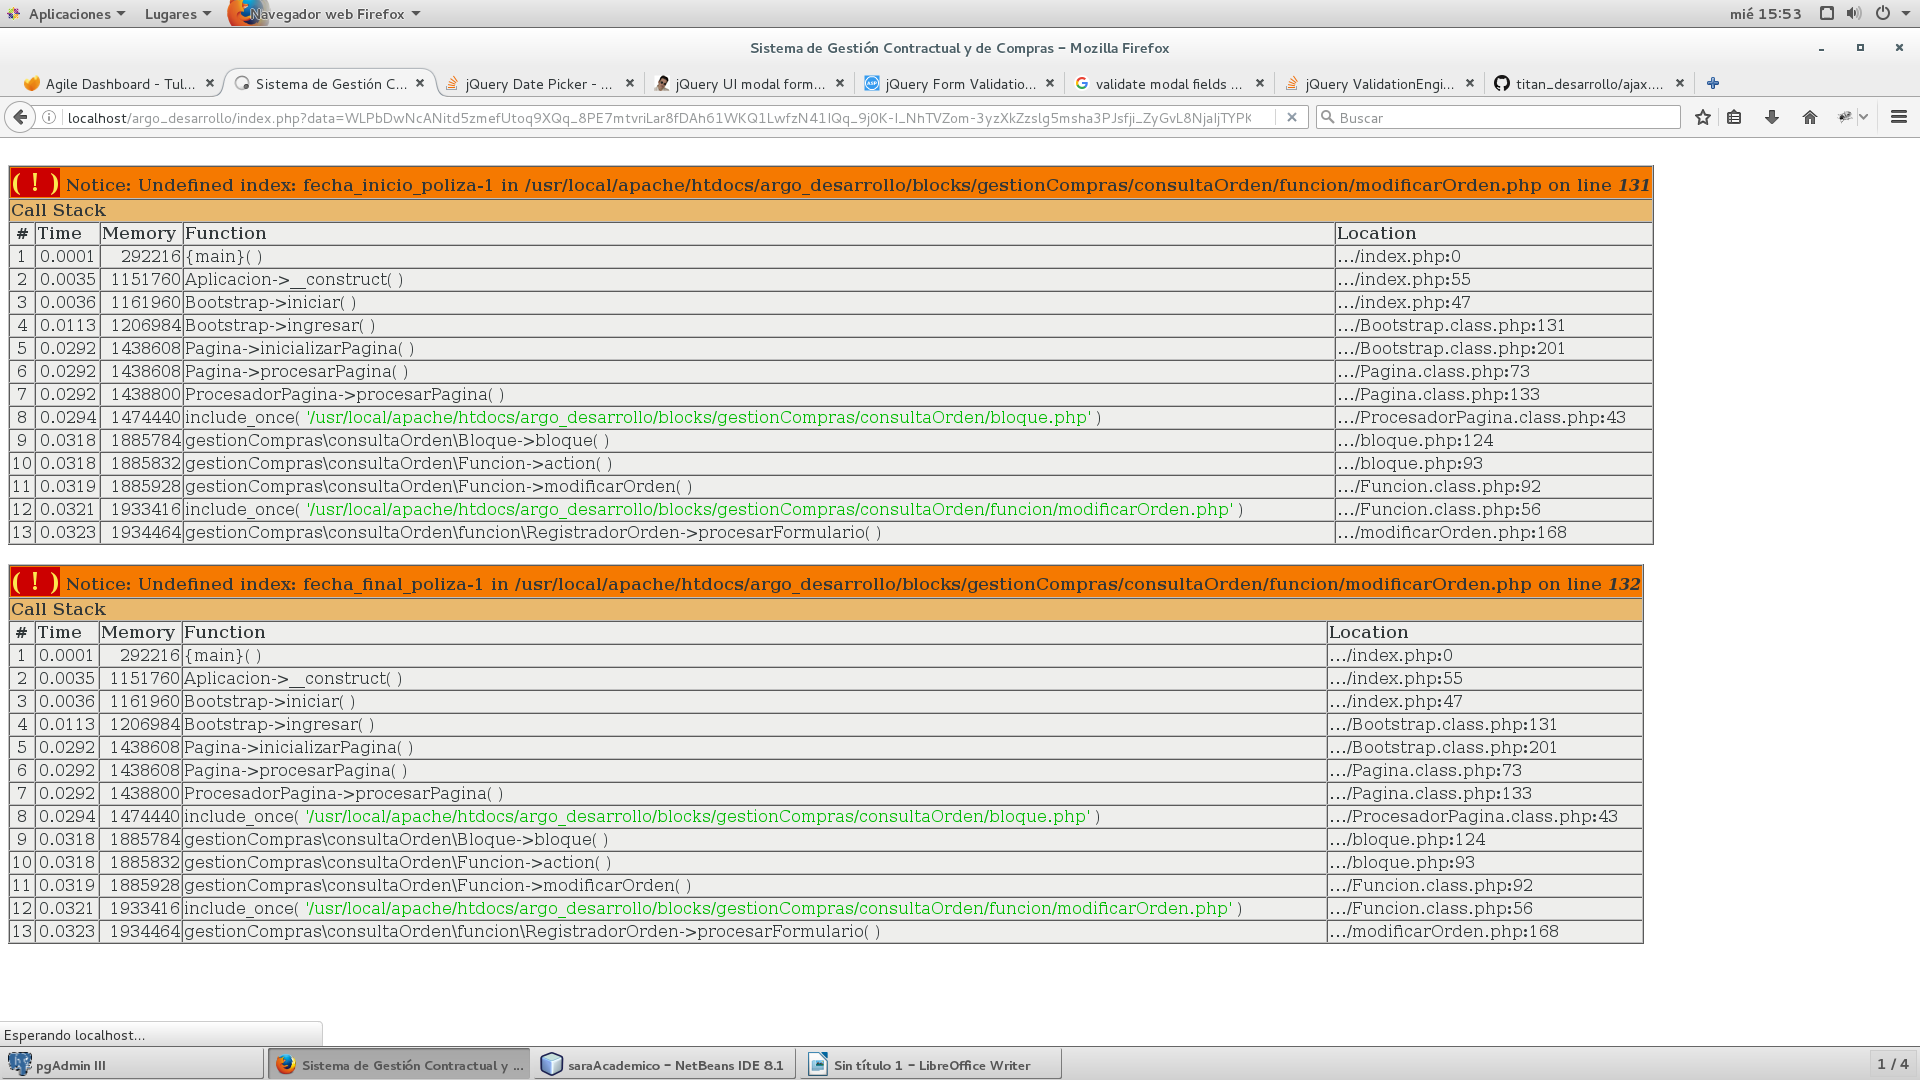 Aplicaciones Lugares Navegador web Firefox mié 15:53
Sistema de Gestión Contractual y de Compras – Mozilla Firefox
Agile Dashboard - Tul... Sistema de Gestión C... jQuery Date Picker - ... jQuery UI modal form... jQuery Form Validatio... validate modal fields ... jQuery ValidationEngi... titan_desarrollo/ajax....
localhost/argo_desarrollo/index.php?data=WLPbDwNcANitd5zmefUtoq9XQq_8PE7mtvriLar8fDAh61WKQ1LwfzN41IQq_9j0K-I_NhTVZom-3yzXkZzslg5msha3PJsfji_ZyGvL8NjaIjTYPK Buscar
( ! ) Notice: Undefined index: fecha_inicio_poliza-1 in /usr/local/apache/htdocs/argo_desarrollo/blocks/gestionCompras/consultaOrden/funcion/modificarOrden.php on line 131
Call Stack
# Time Memory Function Location
1 0.0001 292216 {main}( ) .../index.php:0
2 0.0035 1151760 Aplicacion->__construct( ) .../index.php:55
3 0.0036 1161960 Bootstrap->iniciar( ) .../index.php:47
4 0.0113 1206984 Bootstrap->ingresar( ) .../Bootstrap.class.php:131
5 0.0292 1438608 Pagina->inicializarPagina( ) .../Bootstrap.class.php:201
6 0.0292 1438608 Pagina->procesarPagina( ) .../Pagina.class.php:73
7 0.0292 1438800 ProcesadorPagina->procesarPagina( ) .../Pagina.class.php:133
8 0.0294 1474440 include_once( '/usr/local/apache/htdocs/argo_desarrollo/blocks/gestionCompras/consultaOrden/bloque.php' ) .../ProcesadorPagina.class.php:43
9 0.0318 1885784 gestionCompras\consultaOrden\Bloque->bloque( ) .../bloque.php:124
10 0.0318 1885832 gestionCompras\consultaOrden\Funcion->action( ) .../bloque.php:93
11 0.0319 1885928 gestionCompras\consultaOrden\Funcion->modificarOrden( ) .../Funcion.class.php:92
12 0.0321 1933416 include_once( '/usr/local/apache/htdocs/argo_desarrollo/blocks/gestionCompras/consultaOrden/funcion/modificarOrden.php' ) .../Funcion.class.php:56
13 0.0323 1934464 gestionCompras\consultaOrden\funcion\RegistradorOrden->procesarFormulario( ) .../modificarOrden.php:168
( ! ) Notice: Undefined index: fecha_final_poliza-1 in /usr/local/apache/htdocs/argo_desarrollo/blocks/gestionCompras/consultaOrden/funcion/modificarOrden.php on line 132
Call Stack
# Time Memory Function Location
1 0.0001 292216 {main}( ) .../index.php:0
2 0.0035 1151760 Aplicacion->__construct( ) .../index.php:55
3 0.0036 1161960 Bootstrap->iniciar( ) .../index.php:47
4 0.0113 1206984 Bootstrap->ingresar( ) .../Bootstrap.class.php:131
5 0.0292 1438608 Pagina->inicializarPagina( ) .../Bootstrap.class.php:201
6 0.0292 1438608 Pagina->procesarPagina( ) .../Pagina.class.php:73
7 0.0292 1438800 ProcesadorPagina->procesarPagina( ) .../Pagina.class.php:133
8 0.0294 1474440 include_once( '/usr/local/apache/htdocs/argo_desarrollo/blocks/gestionCompras/consultaOrden/bloque.php' ) .../ProcesadorPagina.class.php:43
9 0.0318 1885784 gestionCompras\consultaOrden\Bloque->bloque( ) .../bloque.php:124
10 0.0318 1885832 gestionCompras\consultaOrden\Funcion->action( ) .../bloque.php:93
11 0.0319 1885928 gestionCompras\consultaOrden\Funcion->modificarOrden( ) .../Funcion.class.php:92
12 0.0321 1933416 include_once( '/usr/local/apache/htdocs/argo_desarrollo/blocks/gestionCompras/consultaOrden/funcion/modificarOrden.php' ) .../Funcion.class.php:56
13 0.0323 1934464 gestionCompras\consultaOrden\funcion\RegistradorOrden->procesarFormulario( ) .../modificarOrden.php:168
Esperando localhost...
pgAdmin III Sistema de Gestión Contractual y ... saraAcademico – NetBeans IDE 8.1 Sin título 1 – LibreOffice Writer 1 / 4